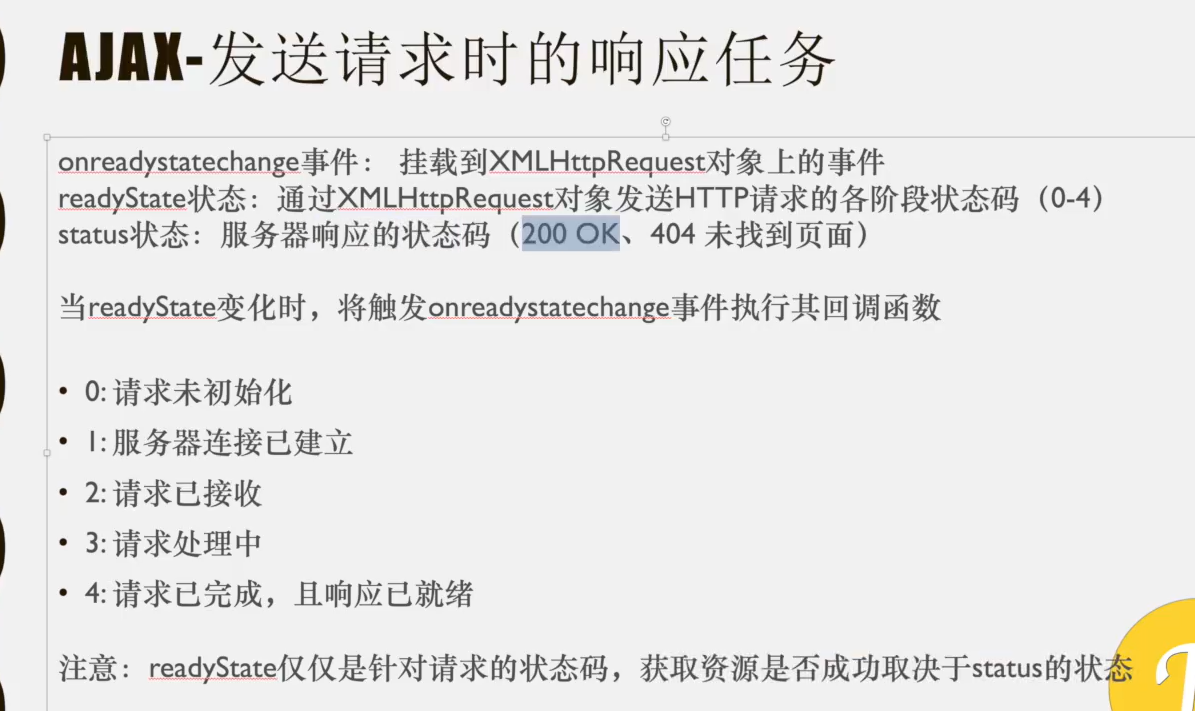 AJAX-发送请求时的响应任务
onreadystatechange事件： 挂载到XMLHttpRequest对象上的事件
readyState状态：通过XMLHttpRequest对象发送HTTP请求的各阶段状态码（0-4）
status状态：服务器响应的状态码（200 OK、404 未找到页面）
当readyState变化时，将触发onreadystatechange事件执行其回调函数
• 0: 请求未初始化
• 1: 服务器连接已建立
• 2: 请求已接收
• 3: 请求处理中
• 4: 请求已完成，且响应已就绪
注意：readyState仅仅是针对请求的状态码，获取资源是否成功取决于status的状态